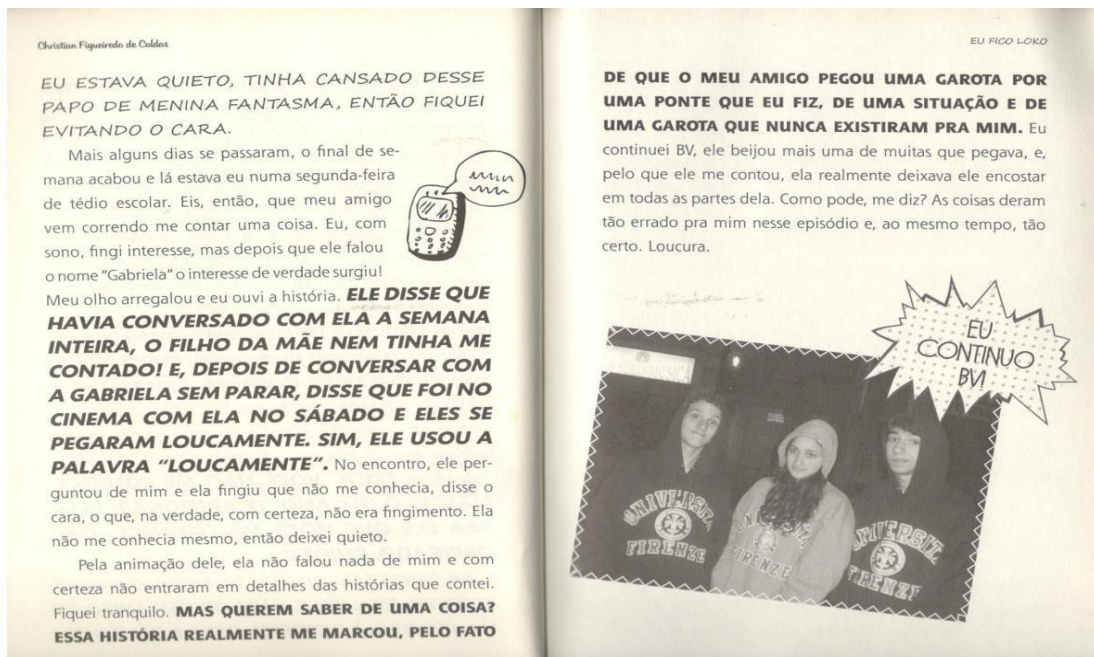 Christian Figueiredo de Caldas
EU ESTAVA QUIETO, TINHA CANSADO DESSE
PAPO DE MENINA FANTASMA, ENTÃO FIQUEI
EVITANDO O CARA.
Mais alguns dias se passaram, o final de se-
mana acabou e lá estava eu numa segunda-feira
de tédio escolar. Eis, então, que meu amigo
vem correndo me contar uma coisa. Eu, com
sono, fingi interesse, mas depois que ele falou
o nome "Gabriela" o interesse de verdade surgiu!
Meu olho arregalou e eu ouvi a história. ELE DISSE QUE
HAVIA CONVERSADO COM ELA A SEMANA
INTEIRA, O FILHO DA MÃE NEM TINHA ME
CONTADO! E, DEPOIS DE CONVERSAR COM
A GABRIELA SEM PARAR, DISSE QUE FOI NO
CINEMA COM ELA NO SÁBADO E ELES SE
PEGARAM LOUCAMENTE. SIM, ELE USOU A
PALAVRA "LOUCAMENTE". No encontro, ele per-
guntou de mim e ela fingiu que não me conhecia, disse o
cara, o que, na verdade, com certeza, não era fingimento. Ela
não me conhecia mesmo, então deixei quieto.
Pela animação dele, ela não falou nada de mim e com
certeza não entraram em detalhes das histórias que contei.
Fiquei tranquilo. MAS QUEREM SABER DE UMA COISA?
ESSA HISTÓRIA REALMENTE ME MARCOU, PELO FATO
EU FICO LOKO
DE QUE O MEU AMIGO PEGOU UMA GAROTA POR
UMA PONTE QUE EU FIZ, DE UMA SITUAÇÃO E DE
UMA GAROTA QUE NUNCA EXISTIRAM PRA MIM. Eu
continuei BV, ele beijou mais uma de muitas que pegava, e,
pelo que ele me contou, ela realmente deixava ele encostar
em todas as partes dela. Como pode, me diz? As coisas deram
tão errado pra mim nesse episódio e, ao mesmo tempo, tão
certo. Loucura.
EU
CONTINUO
BV!
UNIVERSIT
FIRENZE
UN
FIRENZE
UNIVERSIT
FIRENZE